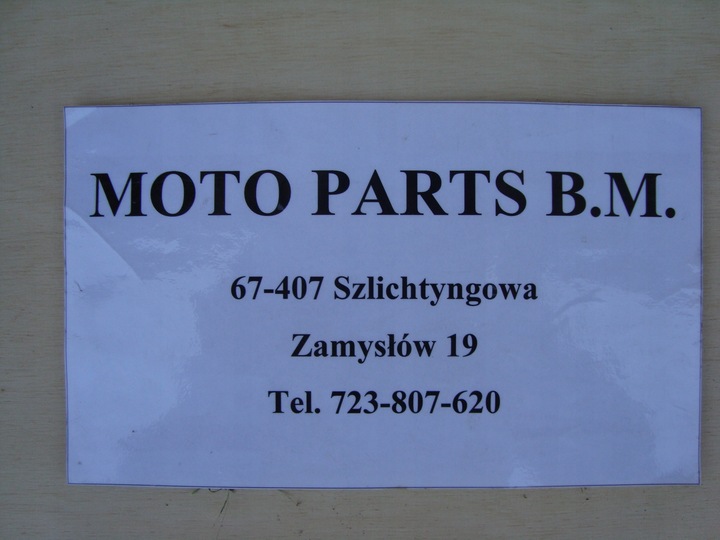 MOTO PARTS B.M.
67-407 Szlichtyngowa
Zamysłów 19
Tel. 723-807-620